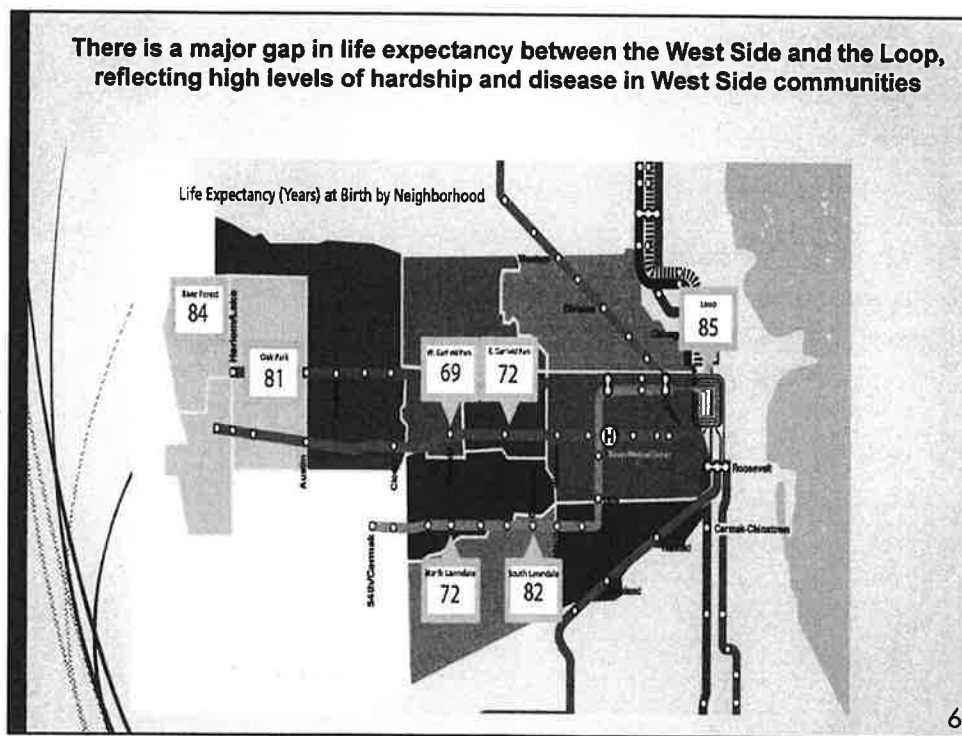 There is a major gap in life expectancy between the West Side and the Loop,
reflecting high levels of hardship and disease in West Side communities
Life Expectancy (Years) at Birth by Neighborhood
River Forest
84
Harlem/Lake
Oak Park
81
W. Garfield Park
69
E. Garfield Park
72
Loop
85
Austin
H
Roosevelt
Cermak-Chinatown
54th/Cermak
North Lawndale
72
South Lawndale
82
6